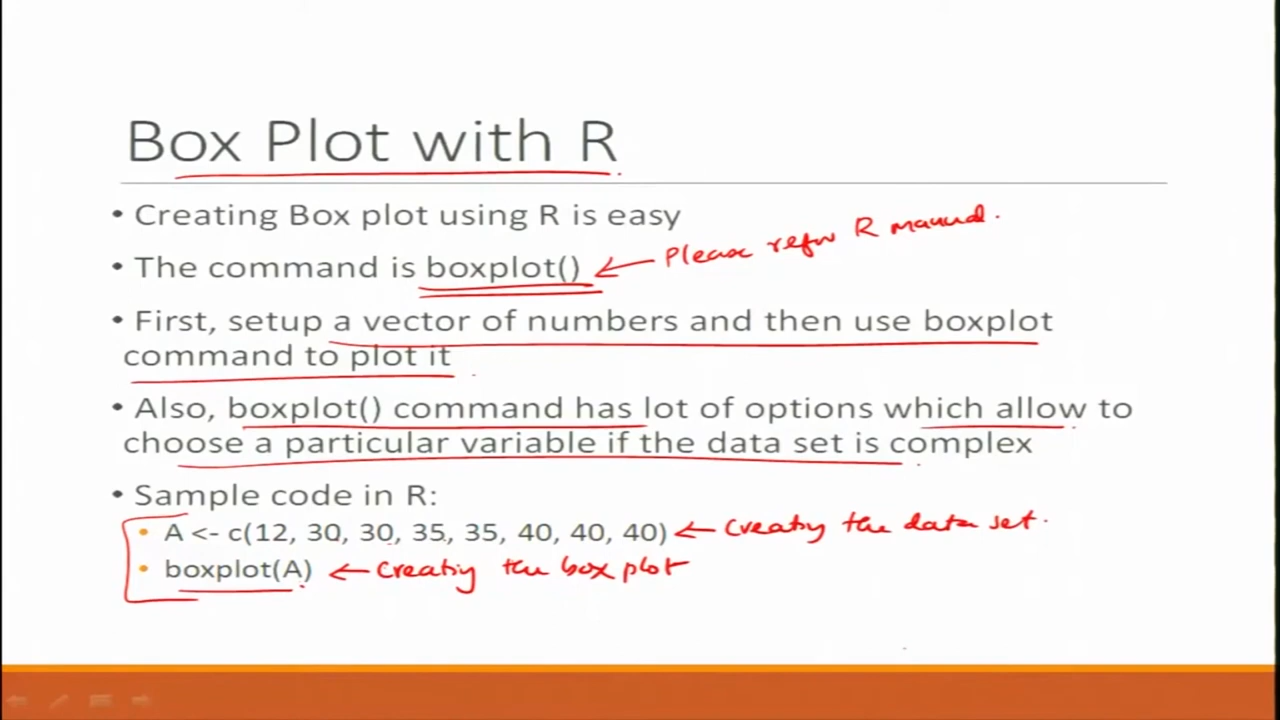 Box Plot with R
• Creating Box plot using R is easy
• The command is boxplot() ← Please refer R manual.
• First, setup a vector of numbers and then use boxplot
command to plot it
• Also, boxplot() command has lot of options which allow to
choose a particular variable if the data set is complex
• Sample code in R:
• A <- c(12, 30, 30, 35, 35, 40, 40, 40) ← Creating the data set.
• boxplot(A) ← Creating the box plot